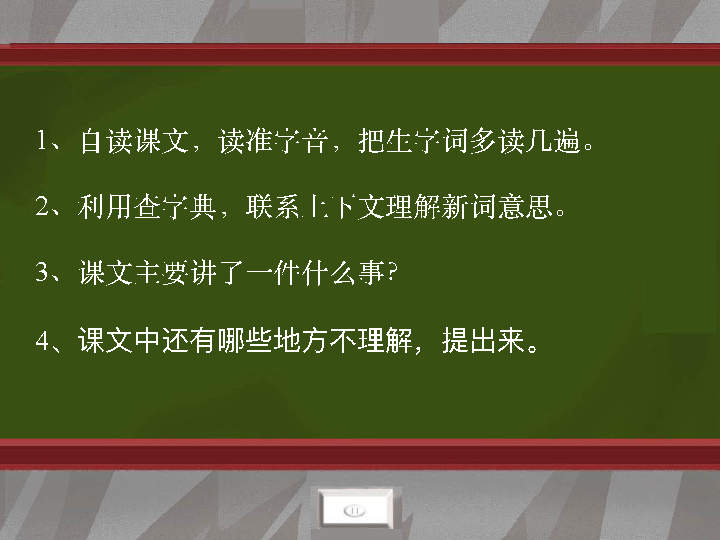 1、自读课文，读准字音，把生字词多读几遍。
2、利用查字典，联系上下文理解新词意思。
3、课文主要讲了一件什么事？
4、课文中还有哪些地方不理解，提出来。